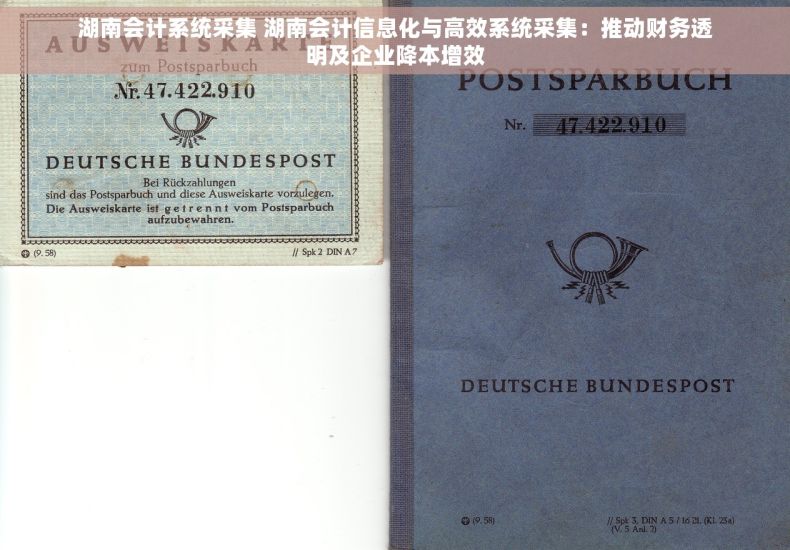 湖南会计系统采集 湖南会计信息化与高效系统采集：推动财务透
明及企业降本增效
AUSWEISKARTE
zum Postsparbuch
Nr. 47.422.910
DEUTSCHE BUNDESPOST
Bei Rückzahlungen
sind das Postsparbuch und diese Ausweiskarte vorzulegen.
Die Ausweiskarte ist getrennt vom Postsparbuch
aufzubewahren.
(9. 58)
// Spk 2 DIN A 7
POSTSPARBUCH
Nr. 47.422.910
DEUTSCHE BUNDESPOST
(9. 58)
// Spk 3, DIN A 5 / 16 Bl. (Kl. 23a)
(V. 5 Anl. 2)